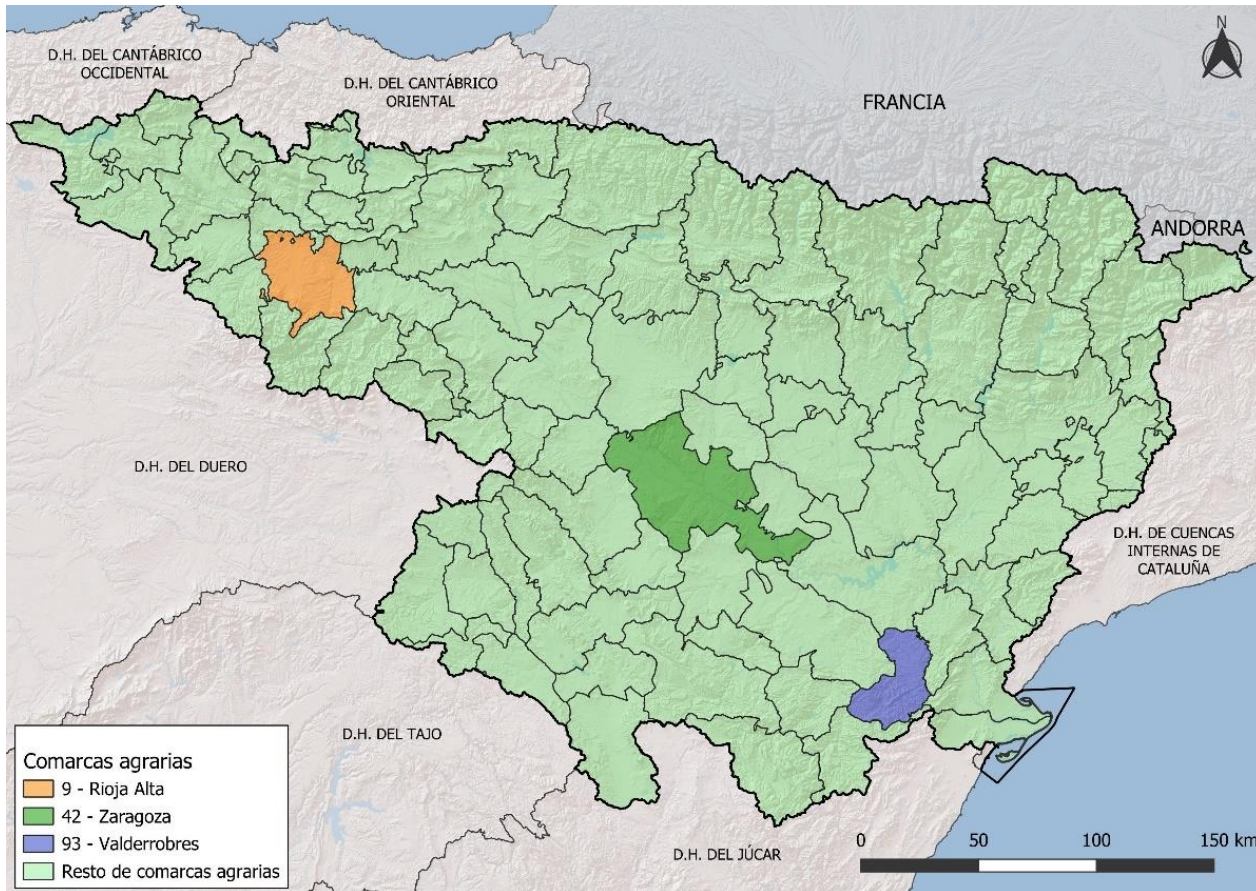 D.H. DEL CANTÁBRICO
OCCIDENTAL
D.H. DEL CANTÁBRICO
ORIENTAL
FRANCIA
N
ANDORRA
D.H. DEL DUERO
D.H. DE CUENCAS
INTERNAS DE
CATALUÑA
D.H. DEL TAJO
D.H. DEL JÚCAR
Comarcas agrarias
9 - Rioja Alta
42 - Zaragoza
93 - Valderrobres
Resto de comarcas agrarias
0 50 100 150 km